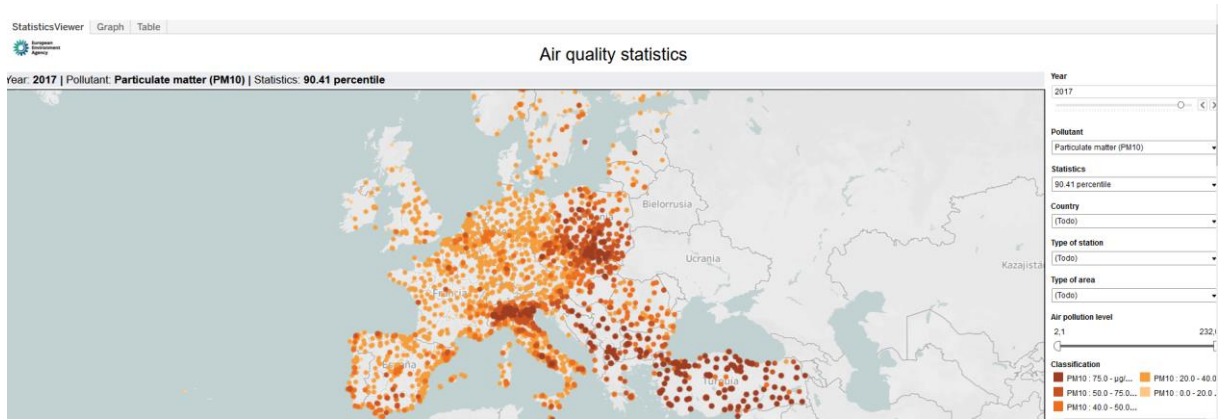 StatisticsViewer Graph Table
European
Environment
Agency
Air quality statistics
Year: 2017 | Pollutant: Particulate matter (PM10) | Statistics: 90.41 percentile
Year
2017
Pollutant
Particulate matter (PM10)
Statistics
90.41 percentile
Country
(Todo)
Type of station
(Todo)
Type of area
(Todo)
Air pollution level
2,1 232,
Classification
PM10 : 75.0 - µg/... PM10 : 20.0 - 40.0
PM10 : 50.0 - 75.0... PM10 : 0.0 - 20.0 .
PM10 : 40.0 - 50.0...
Bielorrusia
Ucrania
Kazajistá
Francia
España
Turquía